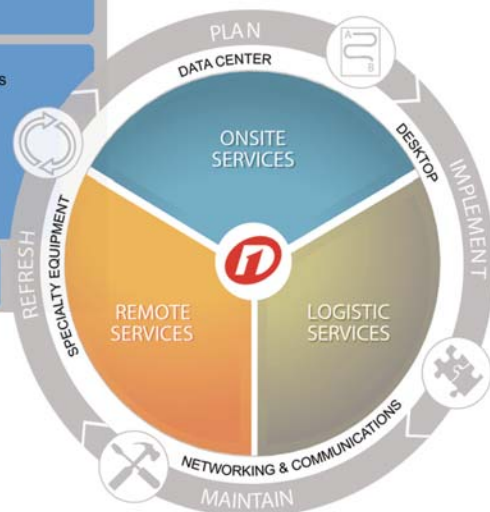 PLAN
A
B
DATA CENTER
s
ONSITE
SERVICES
DESKTOP
IMPLEMENT
REFRESH
SPECIALTY EQUIPMENT
REMOTE
SERVICES
LOGISTIC
SERVICES
NETWORKING & COMMUNICATIONS
MAINTAIN